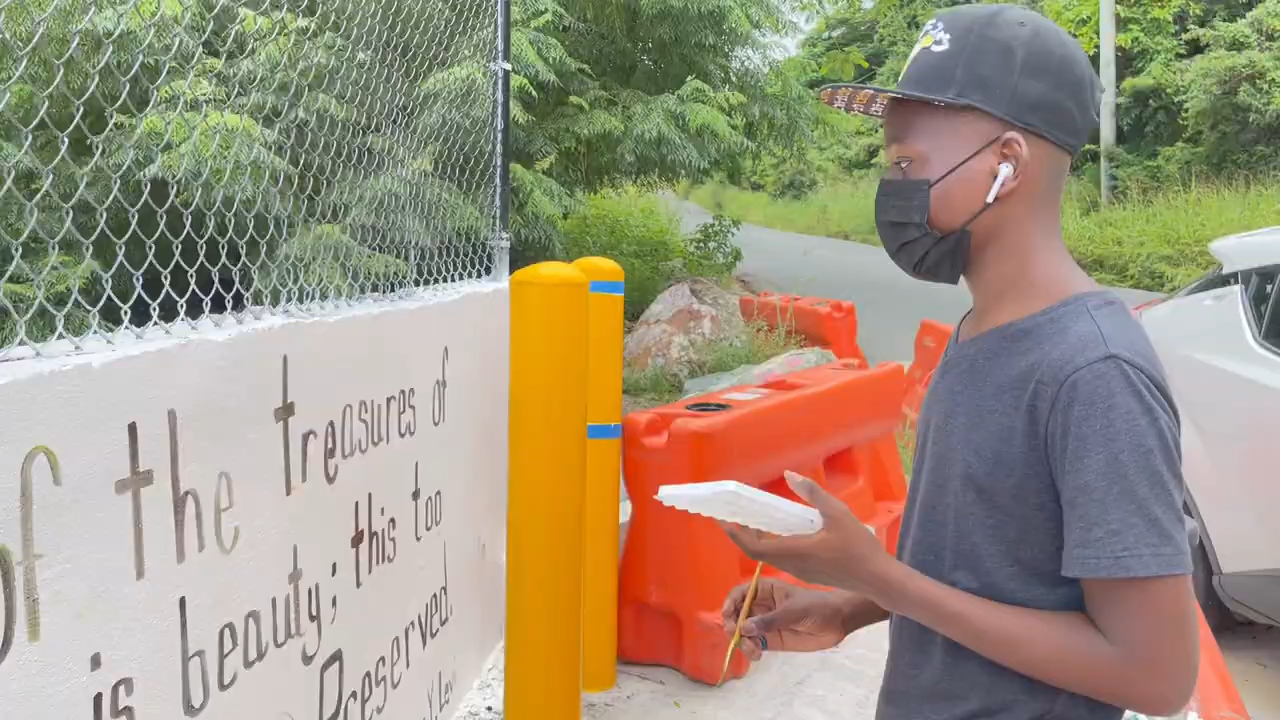 of the treasures of
is beauty; this too
Preserved.